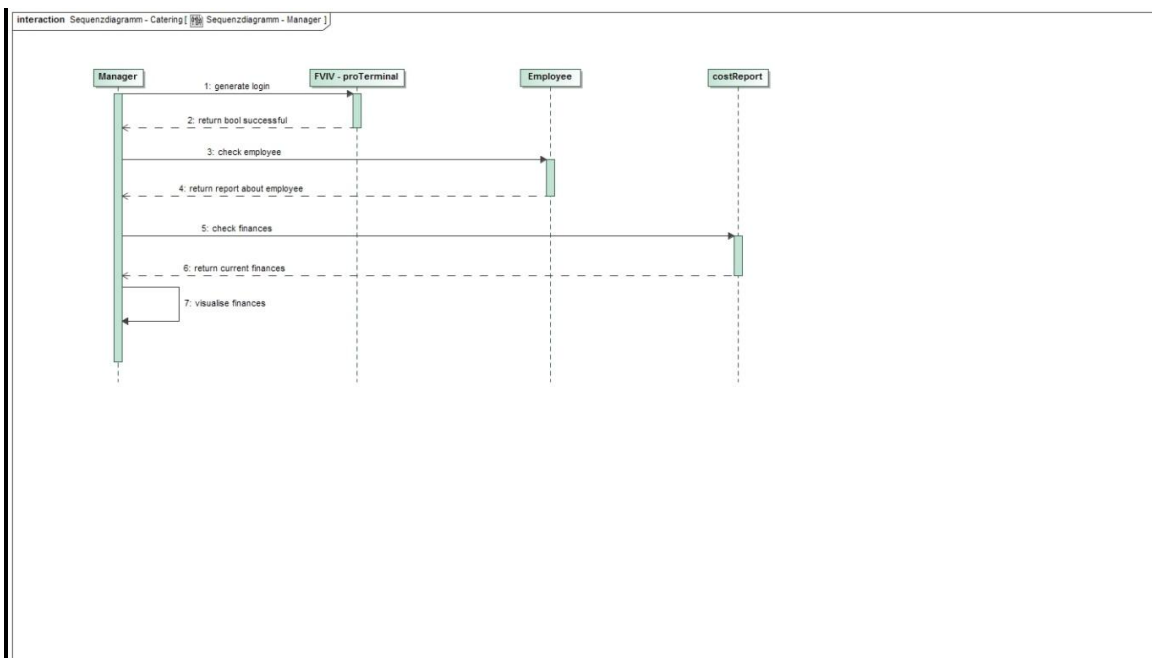 interaction Sequenzdiagramm - Catering [ Sequenzdiagramm - Manager ]
Manager
FVIV - proTerminal
Employee
costReport
1: generate login
2: return bool successful
3: check employee
4: return report about employee
5: check finances
6: return current finances
7: visualise finances